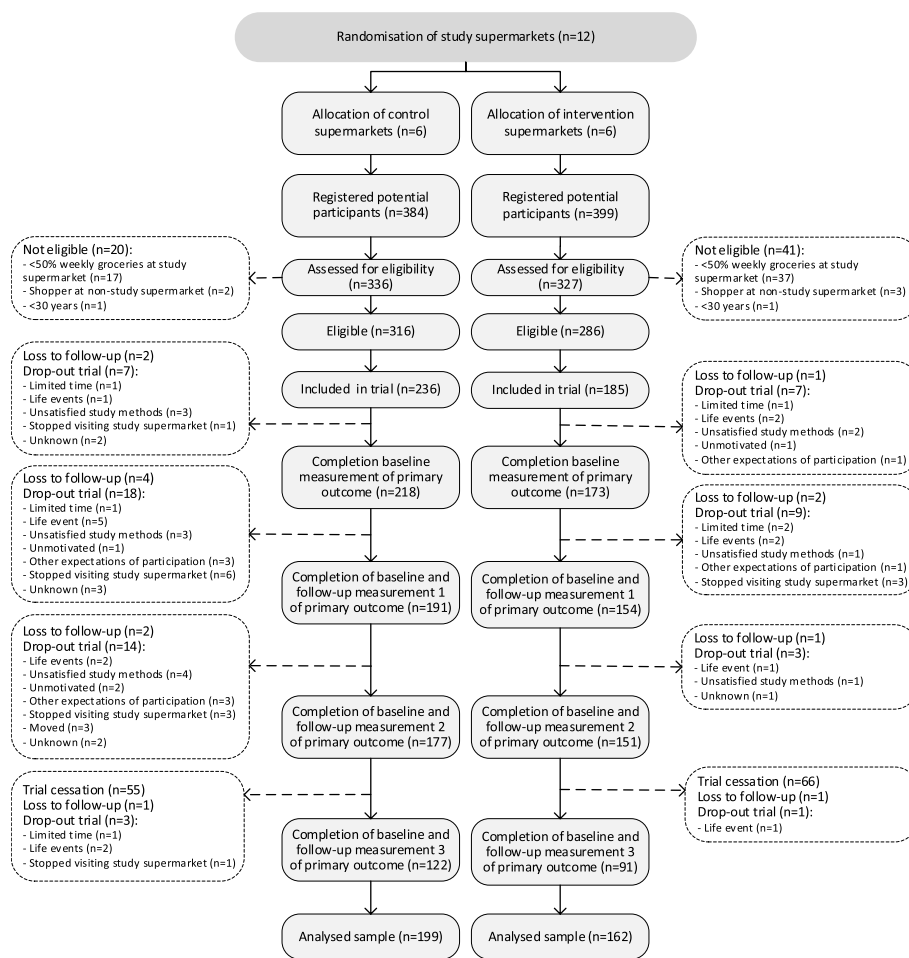 Randomisation of study supermarkets (n=12)
Allocation of control
supermarkets (n=6)
Allocation of intervention
supermarkets (n=6)
Registered potential
participants (n=384)
Registered potential
participants (n=399)
Not eligible (n=20):
- <50% weekly groceries at study
supermarket (n=17)
- Shopper at non-study supermarket (n=2)
- <30 years (n=1)
Assessed for eligibility
(n=336)
Assessed for eligibility
(n=327)
Not eligible (n=41):
- <50% weekly groceries at study
supermarket (n=37)
- Shopper at non-study supermarket (n=3)
- <30 years (n=1)
Eligible (n=316)
Eligible (n=286)
Included in trial (n=236)
Included in trial (n=185)
Loss to follow-up (n=2)
Drop-out trial (n=7):
- Limited time (n=1)
- Life events (n=1)
- Unsatisfied study methods (n=3)
- Stopped visiting study supermarket (n=1)
- Unknown (n=2)
Loss to follow-up (n=1)
Drop-out trial (n=7):
- Limited time (n=1)
- Life events (n=2)
- Unsatisfied study methods (n=2)
- Unmotivated (n=1)
- Other expectations of participation (n=1)
Completion baseline
measurement of primary
outcome (n=218)
Completion baseline
measurement of primary
outcome (n=173)
Loss to follow-up (n=4)
Drop-out trial (n=18):
- Limited time (n=1)
- Life event (n=5)
- Unsatisfied study methods (n=3)
- Unmotivated (n=1)
- Other expectations of participation (n=3)
- Stopped visiting study supermarket (n=6)
- Unknown (n=3)
Loss to follow-up (n=2)
Drop-out trial (n=9):
- Limited time (n=2)
- Life events (n=2)
- Unsatisfied study methods (n=1)
- Other expectations of participation (n=1)
- Stopped visiting study supermarket (n=3)
Completion of baseline and
follow-up measurement 1
of primary outcome (n=191)
Completion of baseline and
follow-up measurement 1
of primary outcome (n=154)
Loss to follow-up (n=2)
Drop-out trial (n=14):
- Life events (n=2)
- Unsatisfied study methods (n=4)
- Unmotivated (n=2)
- Other expectations of participation (n=3)
- Stopped visiting study supermarket (n=3)
- Moved (n=3)
- Unknown (n=2)
Loss to follow-up (n=1)
Drop-out trial (n=3):
- Life event (n=1)
- Unsatisfied study methods (n=1)
- Unknown (n=1)
Completion of baseline and
follow-up measurement 2
of primary outcome (n=177)
Completion of baseline and
follow-up measurement 2
of primary outcome (n=151)
Trial cessation (n=55)
Loss to follow-up (n=1)
Drop-out trial (n=3):
- Limited time (n=1)
- Life events (n=2)
- Stopped visiting study supermarket (n=1)
Trial cessation (n=66)
Loss to follow-up (n=1)
Drop-out trial (n=1):
- Life event (n=1)
Completion of baseline and
follow-up measurement 3
of primary outcome (n=122)
Completion of baseline and
follow-up measurement 3
of primary outcome (n=91)
Analysed sample (n=199)
Analysed sample (n=162)